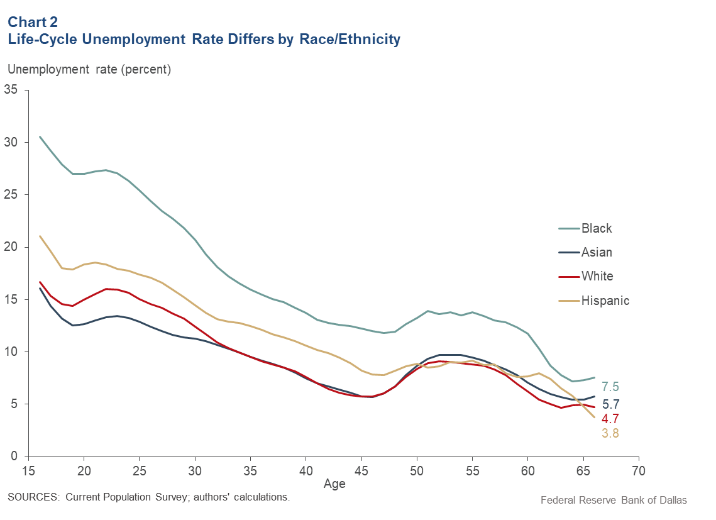 Chart 2
Life-Cycle Unemployment Rate Differs by Race/Ethnicity
Unemployment rate (percent)
35
30
25
20
15
10
5
0
Black
Asian
White
Hispanic
7.5
5.7
4.7
3.8
15 20 25 30 35 40 45 50 55 60 65 70
Age
SOURCES: Current Population Survey; authors' calculations.
Federal Reserve Bank of Dallas